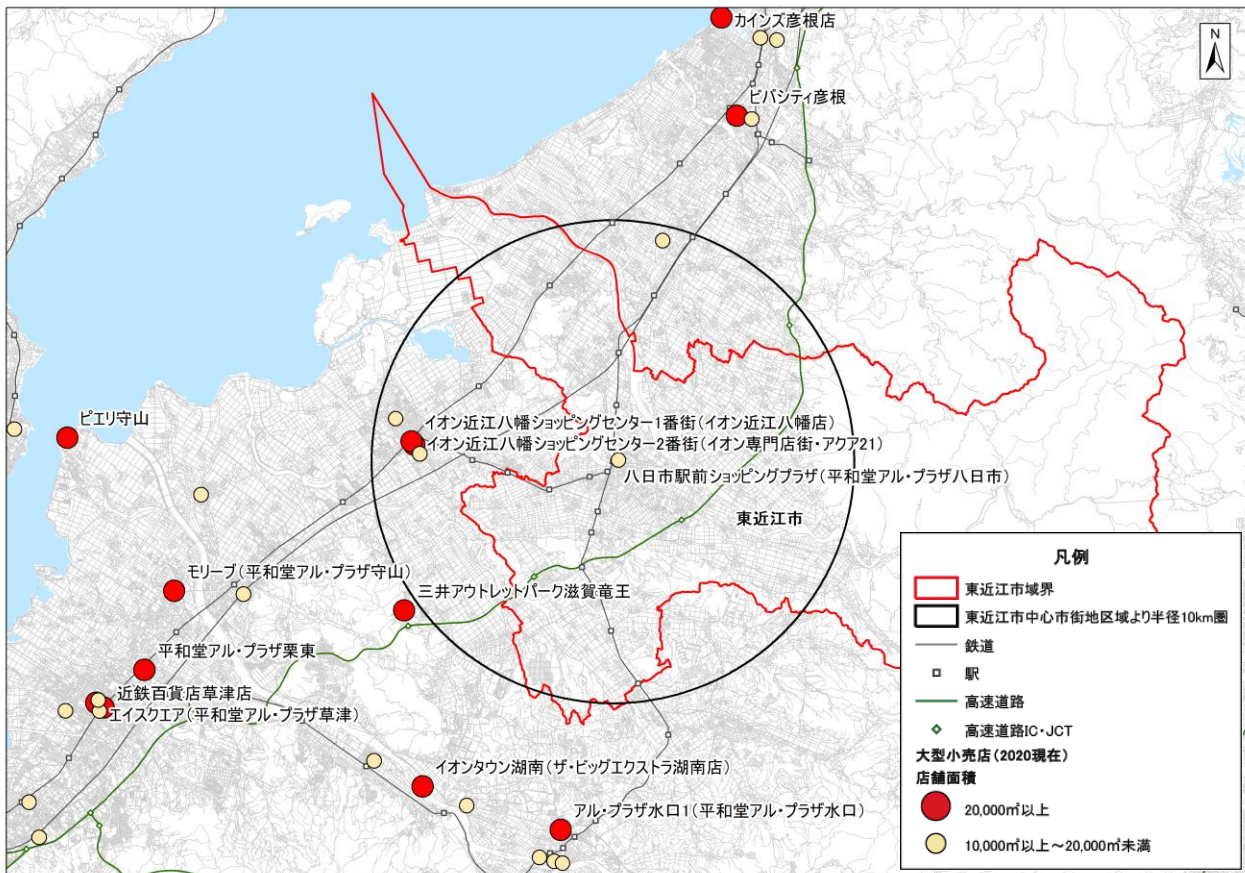 カインズ彦根店
N
ビバシティ彦根
イオン近江八幡ショッピングセンター1番街(イオン近江八幡店)
ピエリ守山
イオン近江八幡ショッピングセンター2番街(イオン専門店街・アクア21)
八日市駅前ショッピングプラザ(平和堂アル・プラザ八日市)
東近江市
モリーブ(平和堂アル・プラザ守山)
三井アウトレットパーク滋賀竜王
平和堂アル・プラザ栗東
近鉄百貨店草津店
エイスクエア(平和堂アル・プラザ草津)
イオンタウン湖南(ザ・ビッグエクストラ湖南店)
アル・プラザ水口1(平和堂アル・プラザ水口)
凡例
東近江市域界
東近江市中心市街地区域より半径10km圏
鉄道
駅
高速道路
高速道路IC・JCT
大型小売店(2020現在)
店舗面積
20,000㎡以上
10,000㎡以上～20,000㎡未満